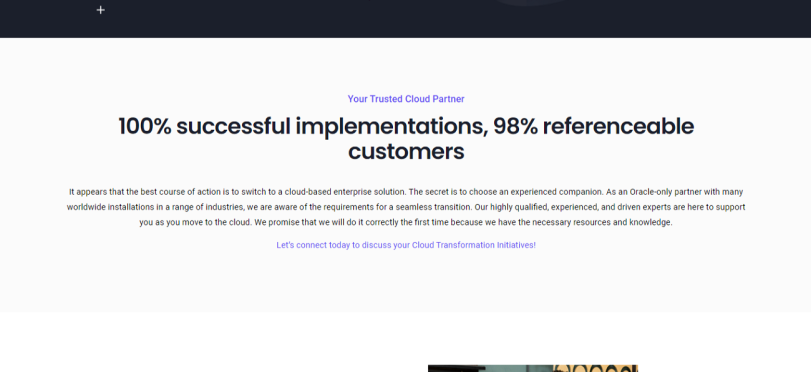 Your Trusted Cloud Partner
100% successful implementations, 98% referenceable
customers
It appears that the best course of action is to switch to a cloud-based enterprise solution. The secret is to choose an experienced companion. As an Oracle-only partner with many
worldwide installations in a range of industries, we are aware of the requirements for a seamless transition. Our highly qualified, experienced, and driven experts are here to support
you as you move to the cloud. We promise that we will do it correctly the first time because we have the necessary resources and knowledge.
Let's connect today to discuss your Cloud Transformation Initiatives!